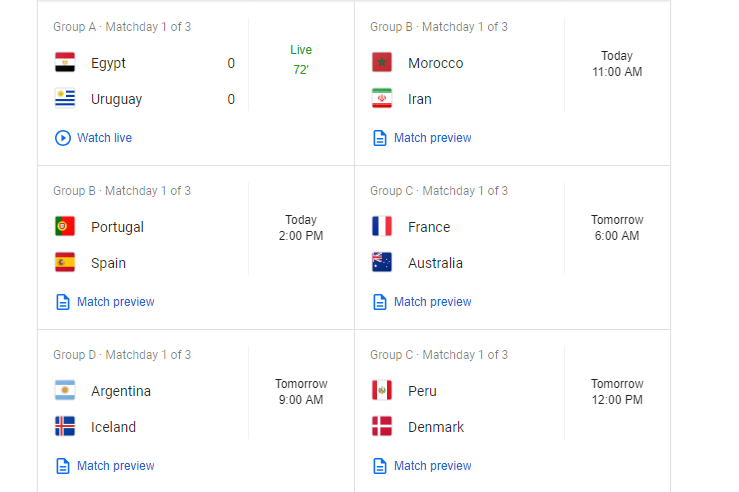 Group A · Matchday 1 of 3
Egypt 0
Uruguay 0
Live
72'
Watch live
Group B · Matchday 1 of 3
Morocco
Iran
Today
11:00 AM
Match preview
Group B · Matchday 1 of 3
Portugal
Spain
Today
2:00 PM
Match preview
Group C · Matchday 1 of 3
France
Australia
Tomorrow
6:00 AM
Match preview
Group D · Matchday 1 of 3
Argentina
Iceland
Tomorrow
9:00 AM
Match preview
Group C · Matchday 1 of 3
Peru
Denmark
Tomorrow
12:00 PM
Match preview